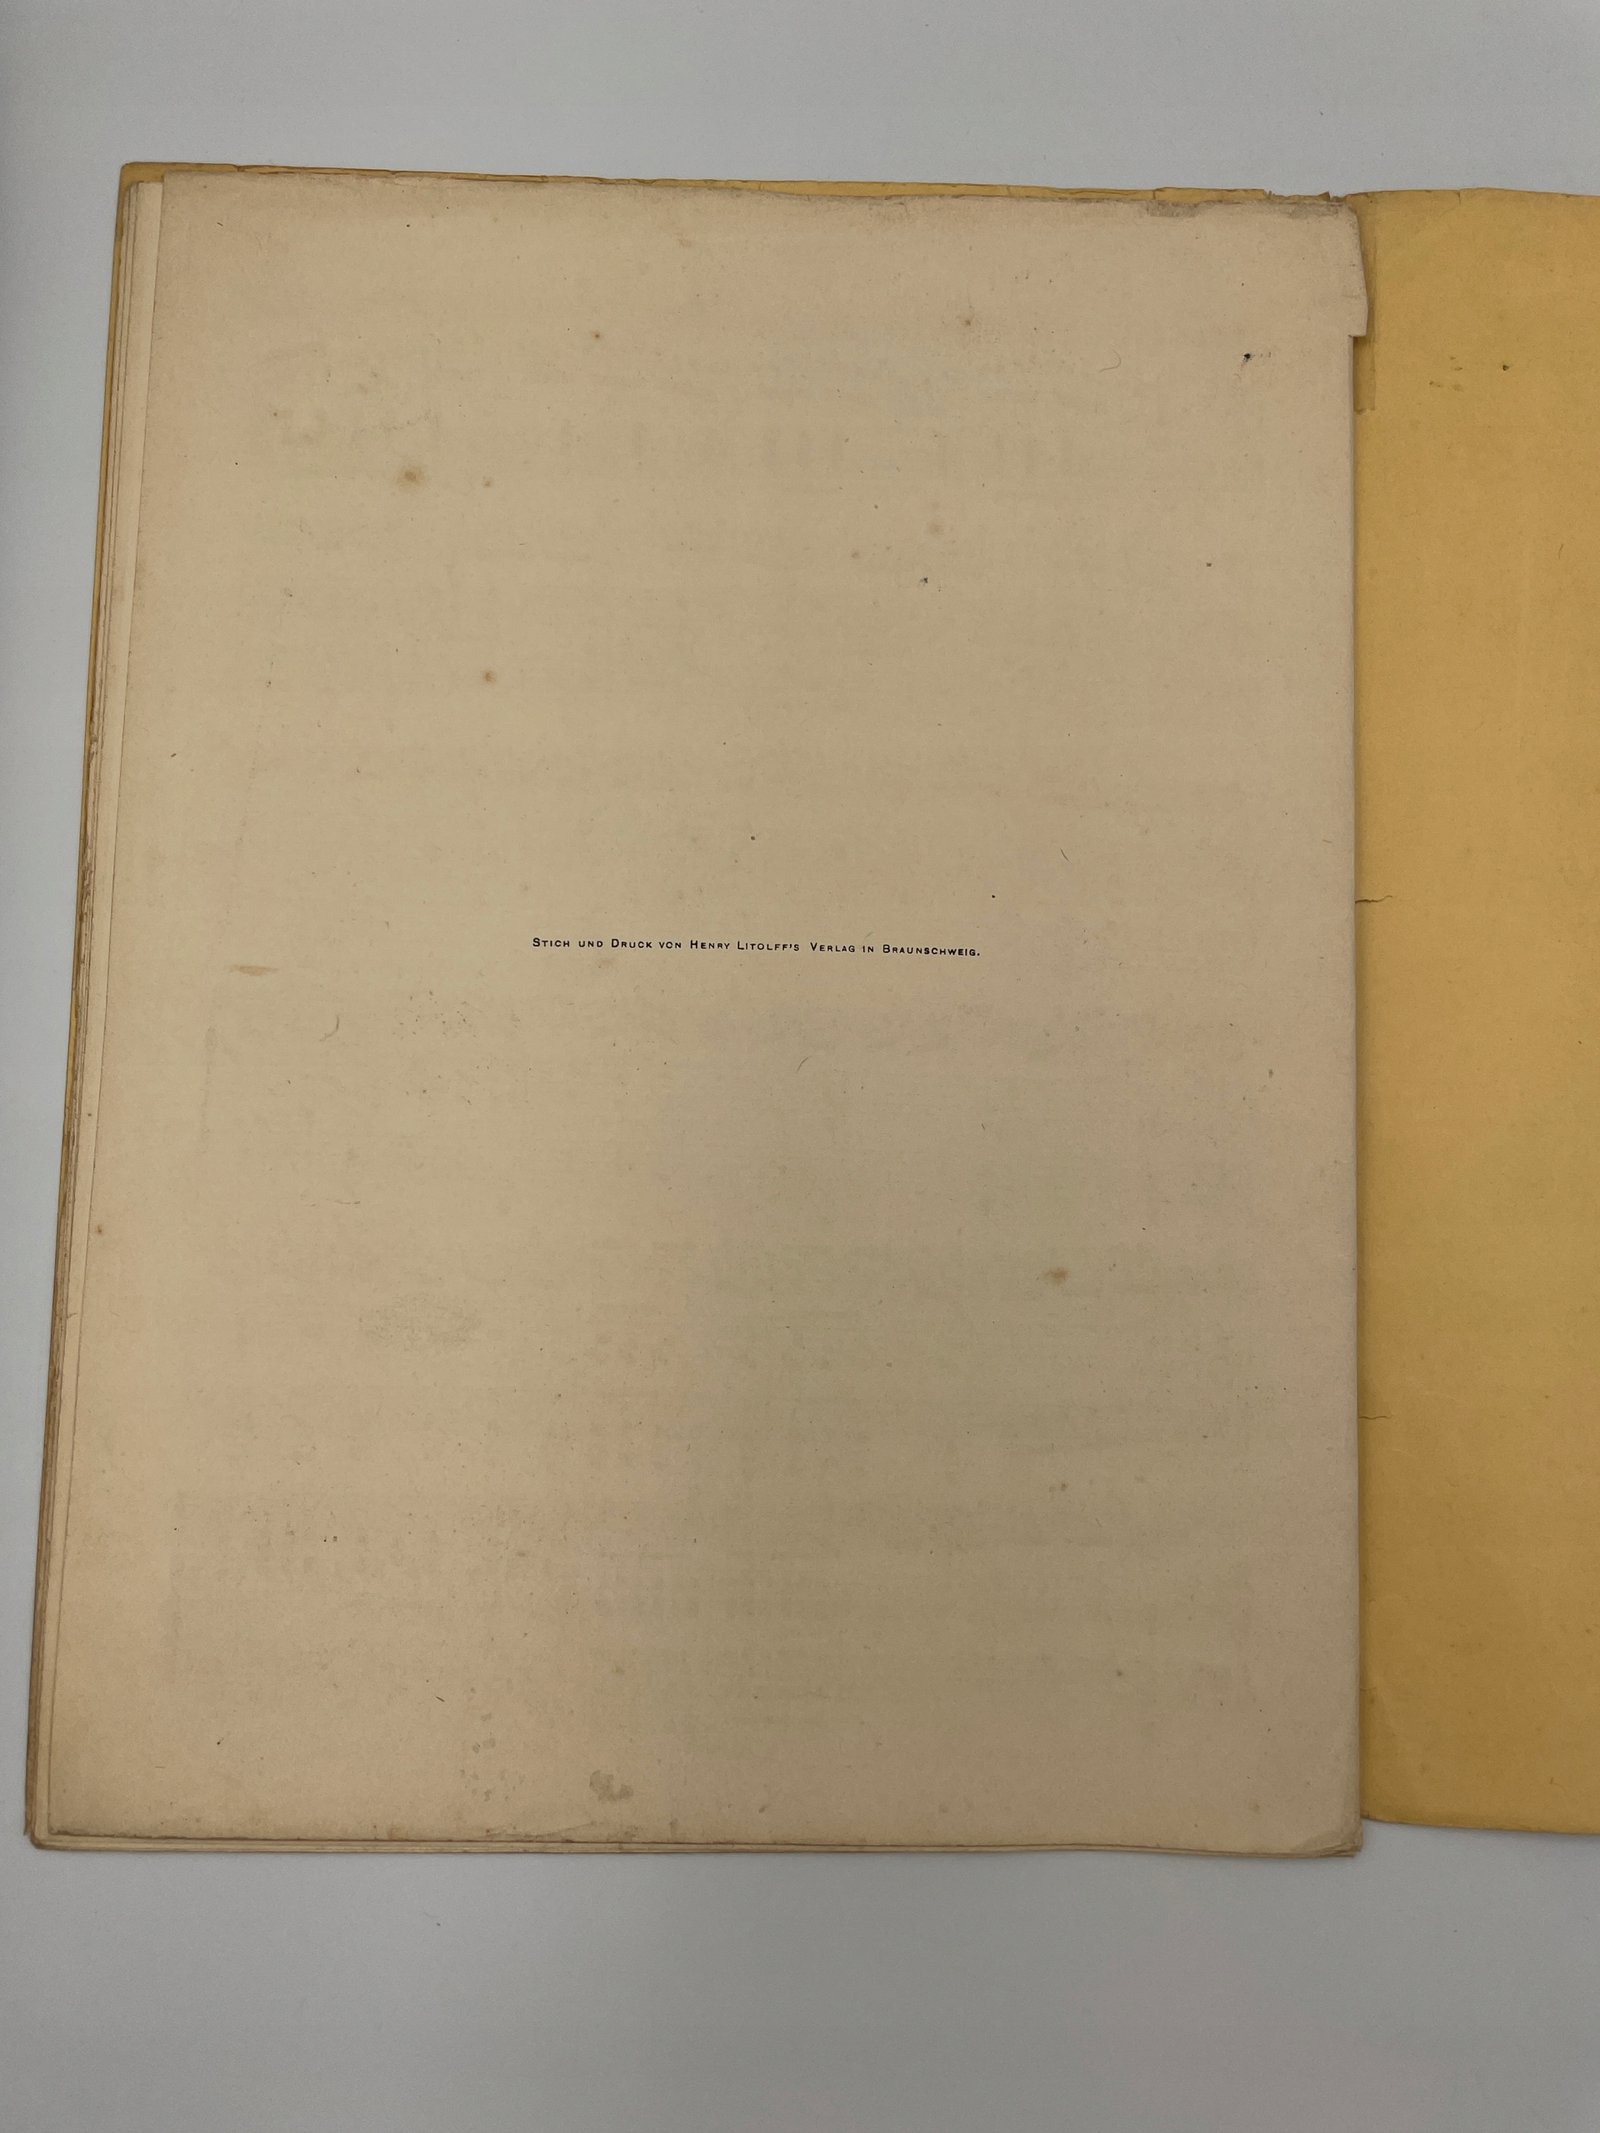 Stich und Druck von Henry Litolff's Verlag in Braunschweig.